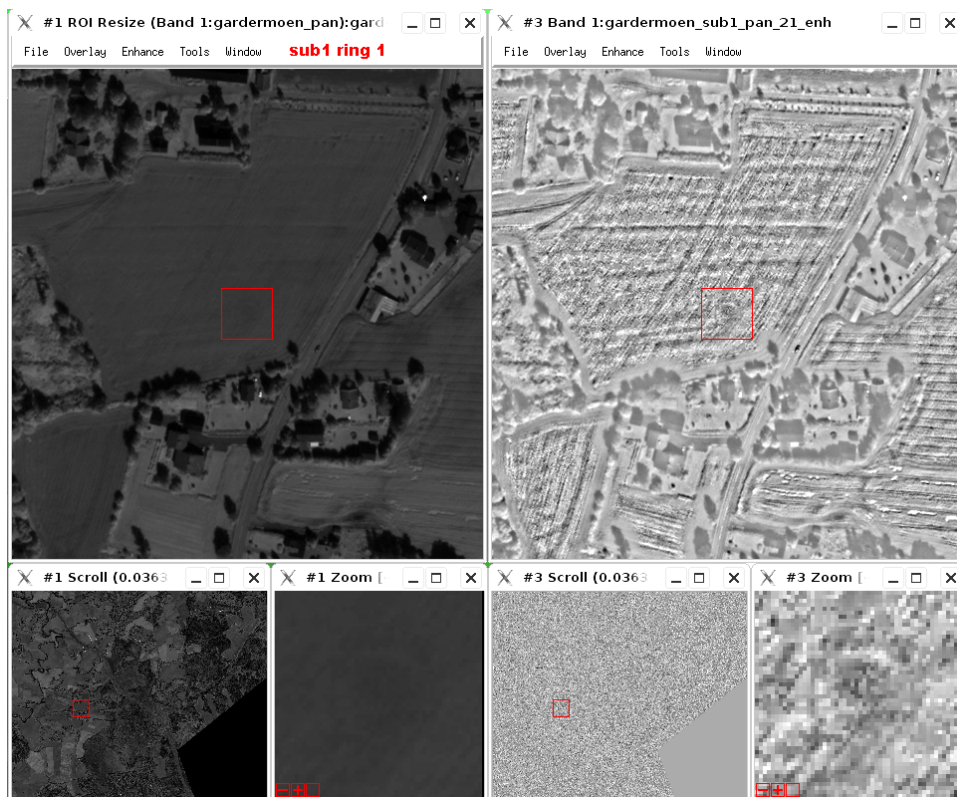 #1 ROI Resize (Band 1:gardermoen_pan):gard
File Overlay Enhance Tools Window sub1 ring 1
#3 Band 1:gardermoen_sub1_pan_21_enh
File Overlay Enhance Tools Window
#1 Scroll (0.0363
#1 Zoom [-
#3 Scroll (0.0363
#3 Zoom [-